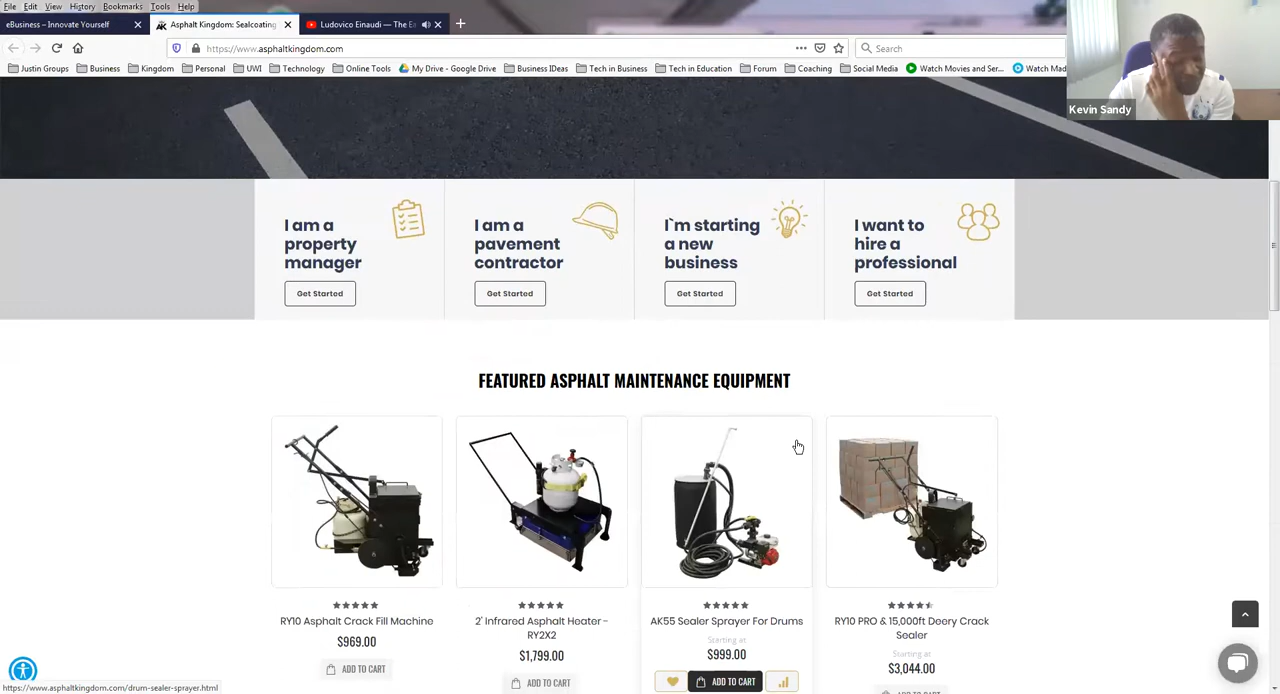 File Edit View History Bookmarks Tools Help
eBusiness – Innovate Yourself
Asphalt Kingdom: Sealcoating
Ludovico Einaudi — The Ea
https://www.asphaltkingdom.com
Search
Justin Groups Business Kingdom Personal UWI Technology Online Tools My Drive - Google Drive Business IDeas Tech in Business Tech in Education Forum Coaching Social Media Watch Movies and Ser... Watch Mad
Kevin Sandy
I am a
property
manager
Get Started
I am a
pavement
contractor
Get Started
I`m starting
a new
business
Get Started
I want to
hire a
professional
Get Started
FEATURED ASPHALT MAINTENANCE EQUIPMENT
RY10 Asphalt Crack Fill Machine
$969.00
ADD TO CART
2' Infrared Asphalt Heater -
RY2X2
$1,799.00
ADD TO CART
AK55 Sealer Sprayer For Drums
Starting at
$999.00
ADD TO CART
RY10 PRO & 15,000ft Deery Crack
Sealer
Starting at
$3,044.00
ADD TO CART
https://www.asphaltkingdom.com/drum-sealer-sprayer.html